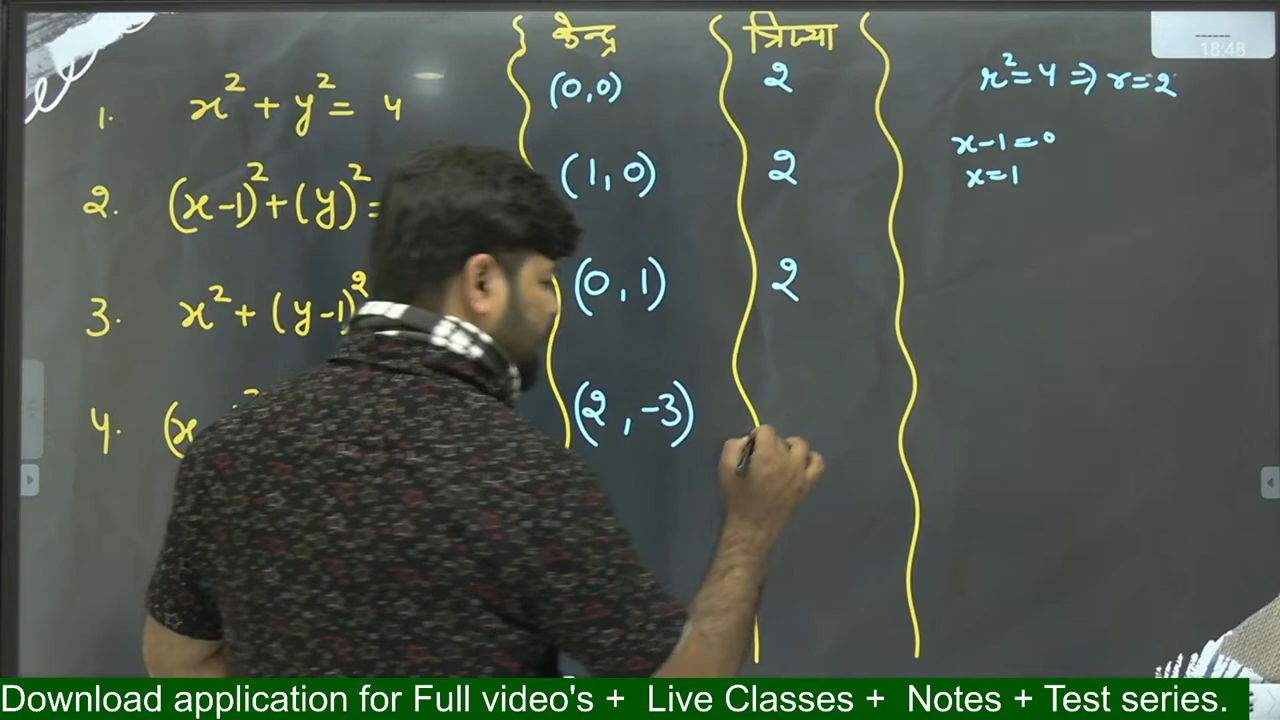 केन्द्र त्रिज्या
18:48
1. x² + y² = 4 (0,0) 2 r² = 4 ⇒ r = 2
x-1=0
x=1
2. (x-1)² + (y)² = (1,0) 2
3. x² + (y-1)² (0,1) 2
4. (x (2,-3)
Download application for Full video's + Live Classes + Notes + Test series.